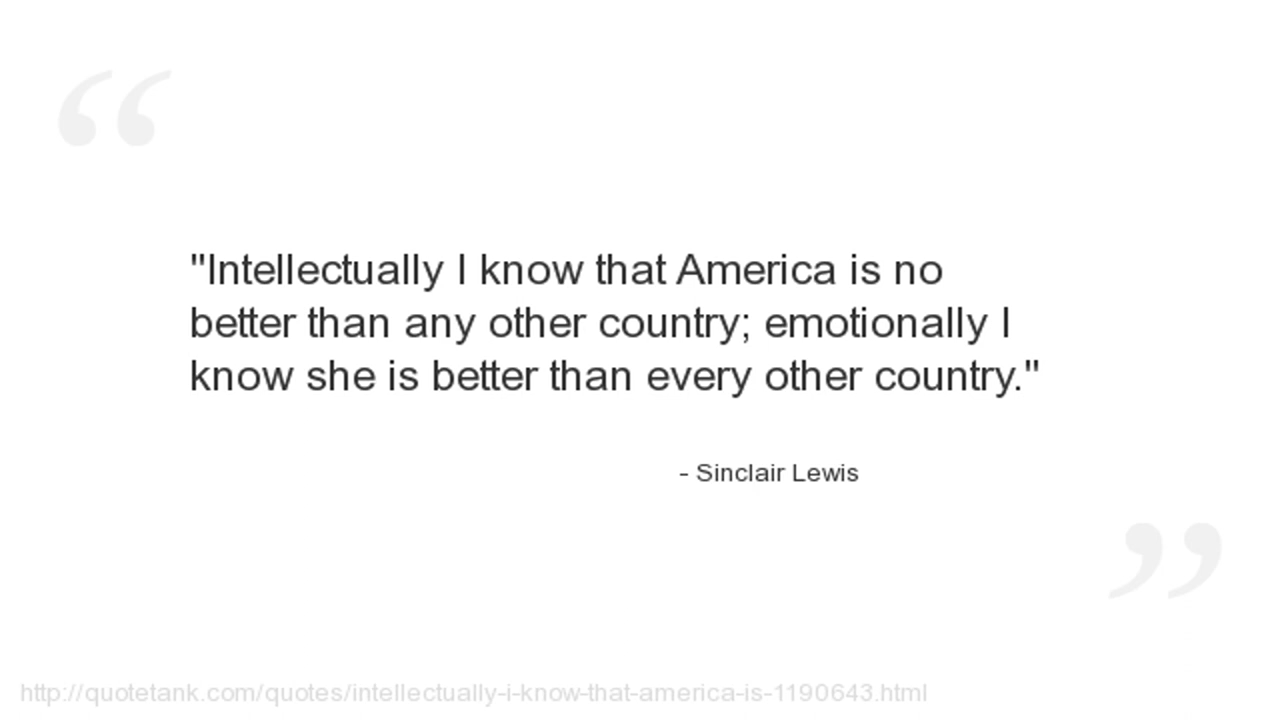 "Intellectually I know that America is no
better than any other country; emotionally I
know she is better than every other country."
- Sinclair Lewis
http://quotetank.com/quotes/intellectually-i-know-that-america-is-1190643.html